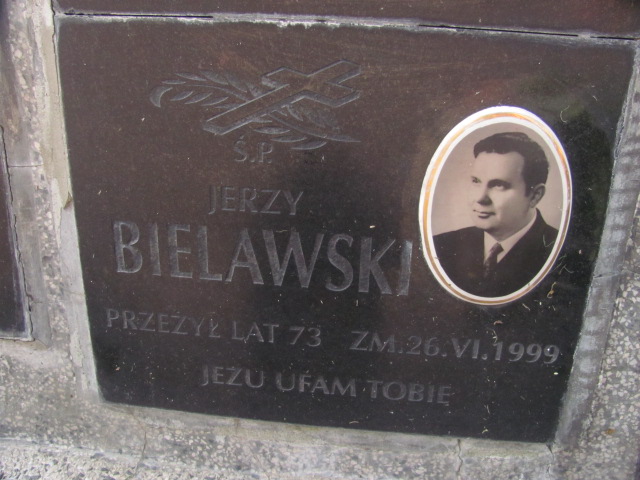 Ś.P.
JERZY
BIELAWSKI
PRZEŻYŁ LAT 73 ZM.26.VI.1999
JEZU UFAM TOBIE